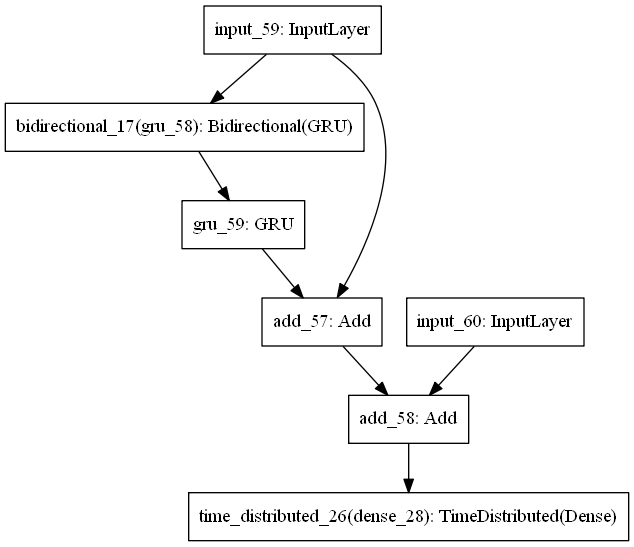 input_59: InputLayer
bidirectional_17(gru_58): Bidirectional(GRU)
gru_59: GRU
add_57: Add
input_60: InputLayer
add_58: Add
time_distributed_26(dense_28): TimeDistributed(Dense)